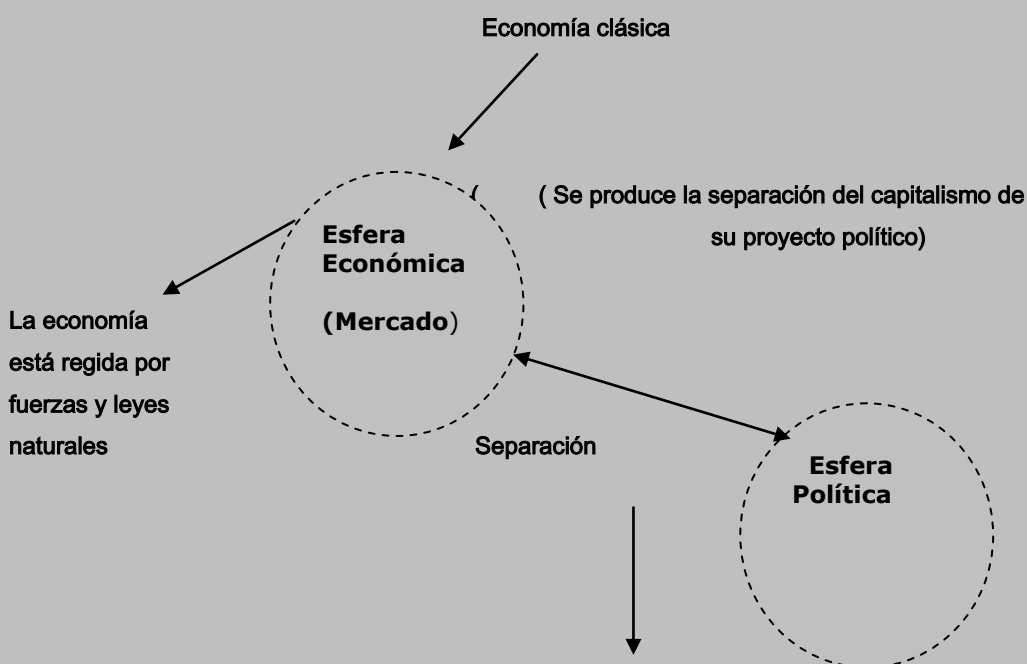 Economía clásica
( ( Se produce la separación del capitalismo de
su proyecto político)
Esfera
Económica
(Mercado)
La economía
está regida por
fuerzas y leyes
naturales
Separación
Esfera
Política